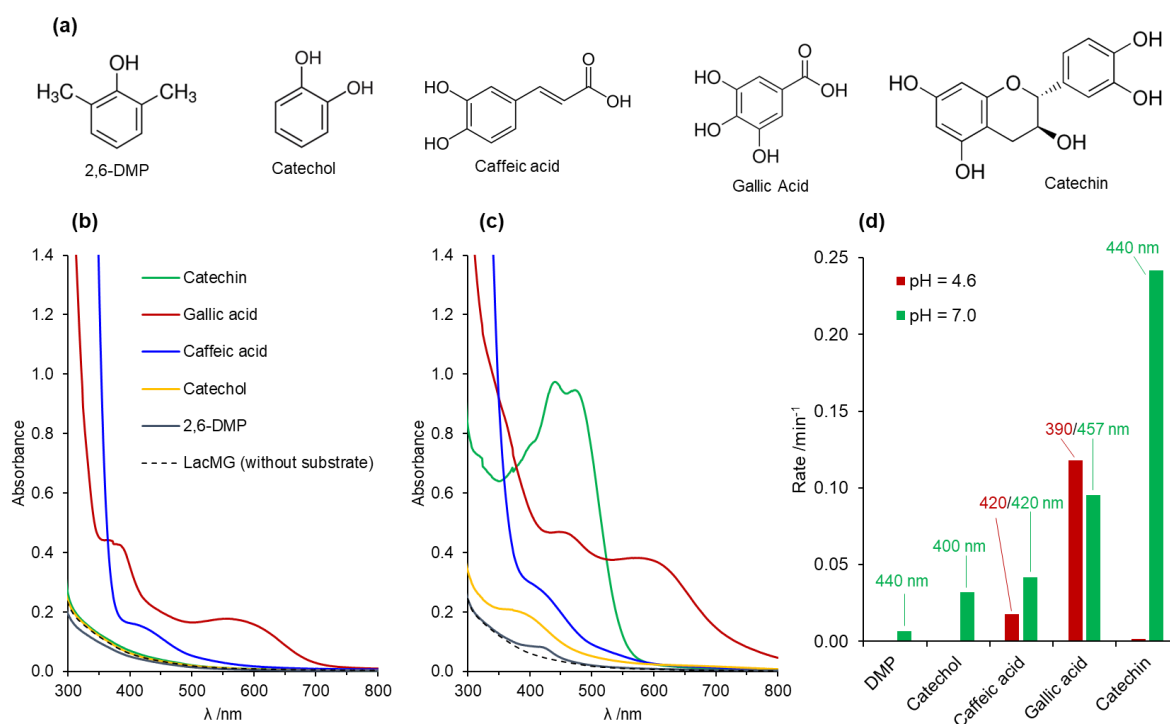 (a)
OH
H3C
CH3
2,6-DMP
OH
OH
Catechol
HO
HO
O
OH
Caffeic acid
HO
HO
OH
O
OH
Gallic Acid
HO
O
OH
OH
OH
OH
Catechin
(b)
Absorbance
1.4
1.2
1.0
0.8
0.6
0.4
0.2
0.0
300 400 500 600 700 800
λ /nm
Catechin
Gallic acid
Caffeic acid
Catechol
2,6-DMP
LacMG (without substrate)
(c)
Absorbance
1.4
1.2
1.0
0.8
0.6
0.4
0.2
0.0
300 400 500 600 700 800
λ /nm
(d)
Rate /min⁻¹
0.25
0.20
0.15
0.10
0.05
0.00
pH = 4.6
pH = 7.0
440 nm
400 nm
420/420 nm
390/457 nm
440 nm
DMP
Catechol
Caffeic acid
Gallic acid
Catechin